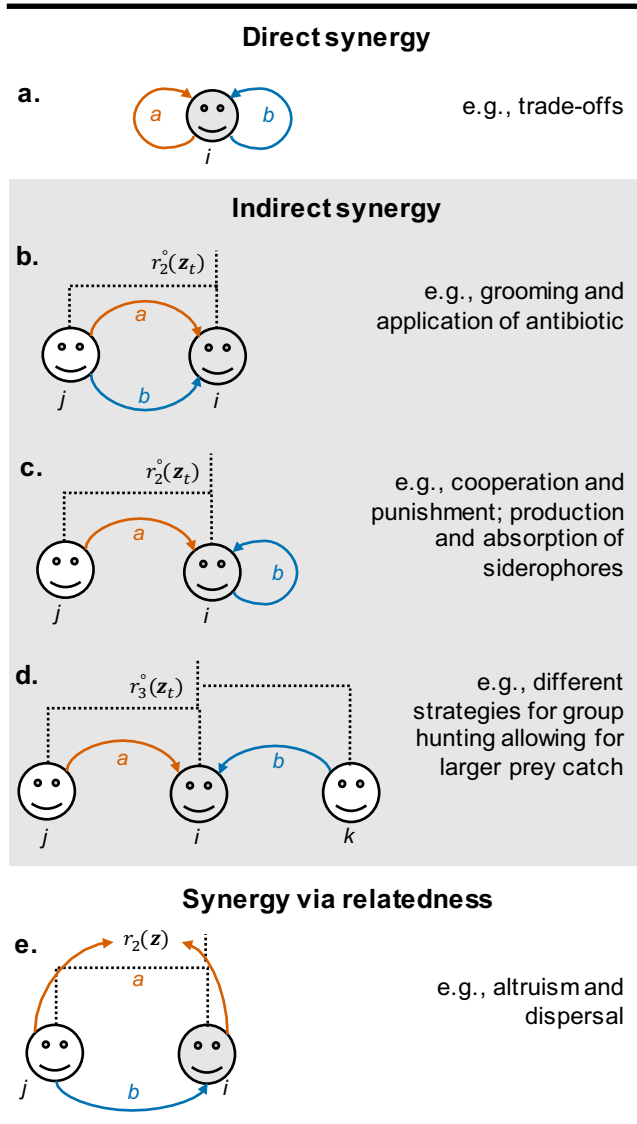 Direct synergy
a.
a
b
i
e.g., trade-offs
Indirect synergy
b.
r₂°(zₜ)
a
b
j
i
e.g., grooming and
application of antibiotic
c.
r₂°(zₜ)
a
b
j
i
e.g., cooperation and
punishment; production
and absorption of
siderophores
d.
r₃°(zₜ)
a
b
j
i
k
e.g., different
strategies for group
hunting allowing for
larger prey catch
Synergy via relatedness
e.
r₂(z)
a
b
j
i
e.g., altruism and
dispersal